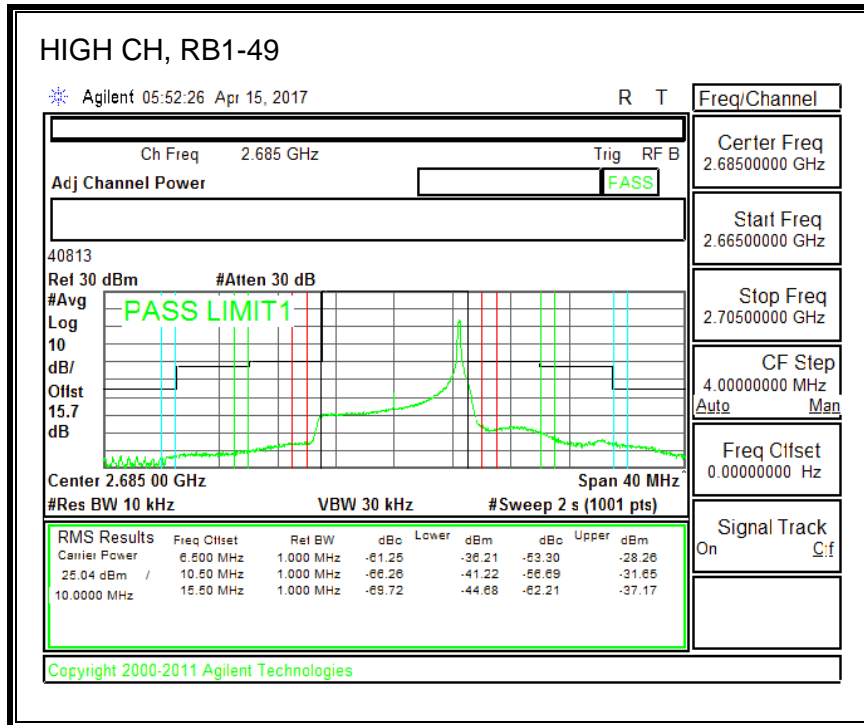 HIGH CH, RB1-49
Agilent 05:52:26 Apr 15, 2017 R T
Freq/Channel
Ch Freq 2.685 GHz Trig RF B
Adj Channel Power FASS
Center Freq
2.68500000 GHz
Start Freq
2.66500000 GHz
Stop Freq
2.70500000 GHz
CF Step
4.00000000 MHz
Auto Man
Freq Offset
0.00000000 Hz
Signal Track
On Off
40813
Ref 30 dBm #Atten 30 dB
#Avg
Log
10
dB/
Offst
15.7
dB
PASS LIMIT1
Center 2.685 00 GHz Span 40 MHz
#Res BW 10 kHz VBW 30 kHz #Sweep 2 s (1001 pts)
RMS Results Freq Offset Ref BW dBc Lower dBm dBc Upper dBm
Carrier Power 6.500 MHz 1.000 MHz -61.25 -36.21 -53.30 -28.26
25.04 dBm / 10.50 MHz 1.000 MHz -66.26 -41.22 -56.69 -31.65
10.0000 MHz 15.50 MHz 1.000 MHz -69.72 -44.68 -62.21 -37.17
Copyright 2000-2011 Agilent Technologies